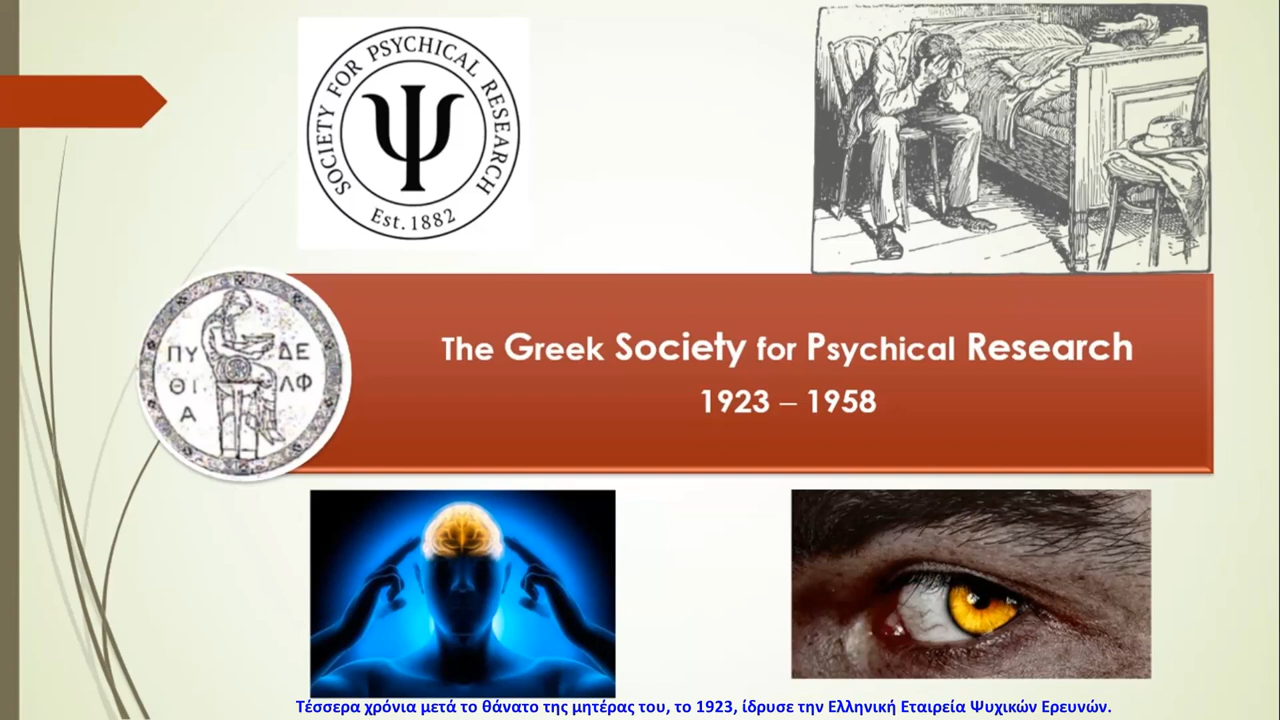 SOCIETY FOR PSYCHICAL RESEARCH
Est. 1882
ΠΥ ΔΕ
ΘΙ ΛΦ
Α
The Greek Society for Psychical Research
1923 – 1958
Τέσσερα χρόνια μετά το θάνατο της μητέρας του, το 1923, ίδρυσε την Ελληνική Εταιρεία Ψυχικών Ερευνών.